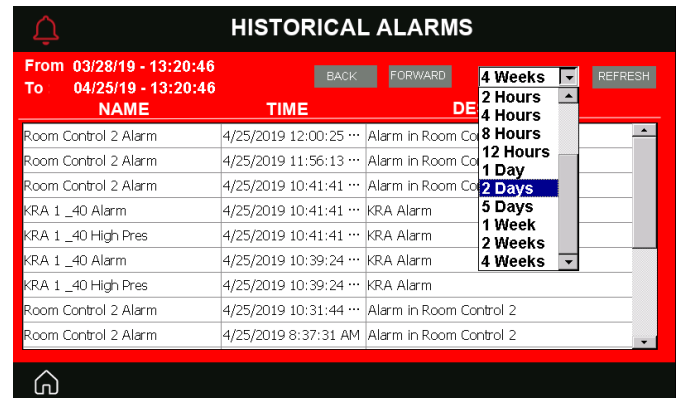 HISTORICAL ALARMS
From 03/28/19 - 13:20:46
To 04/25/19 - 13:20:46
BACK FORWARD 4 Weeks REFRESH
NAME TIME DE
2 Hours
4 Hours
8 Hours
12 Hours
1 Day
2 Days
5 Days
1 Week
2 Weeks
4 Weeks
Room Control 2 Alarm 4/25/2019 12:00:25 ... Alarm in Room Co
Room Control 2 Alarm 4/25/2019 11:56:13 ... Alarm in Room Co
Room Control 2 Alarm 4/25/2019 10:41:41 ... Alarm in Room Co
KRA 1 _40 Alarm 4/25/2019 10:41:41 ... KRA Alarm
KRA 1 _40 High Pres 4/25/2019 10:41:41 ... KRA Alarm
KRA 1 _40 Alarm 4/25/2019 10:39:24 ... KRA Alarm
KRA 1 _40 High Pres 4/25/2019 10:39:24 ... KRA Alarm
Room Control 2 Alarm 4/25/2019 10:31:44 ... Alarm in Room Control 2
Room Control 2 Alarm 4/25/2019 8:37:31 AM Alarm in Room Control 2